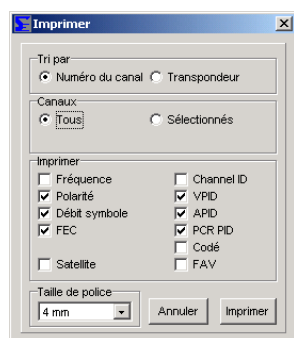 Imprimer
Tri par
Numéro du canal Transpondeur
Canaux
Tous Sélectionnés
Imprimer
Fréquence Channel ID
Polarité VPID
Débit symbole APID
FEC PCR PID
Codé
Satellite FAV
Taille de police
4 mm Annuler Imprimer